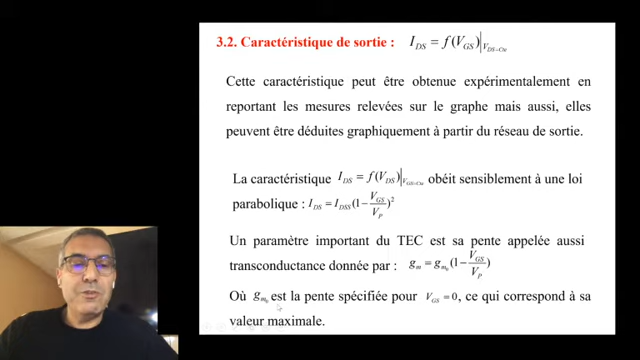 3.2. Caractéristique de sortie : I_DS = f(V_GS)|_{V_DS=Cte}
Cette caractéristique peut être obtenue expérimentalement en
reportant les mesures relevées sur le graphe mais aussi, elles
peuvent être déduites graphiquement à partir du réseau de sortie.
La caractéristique I_DS = f(V_DS)|_{V_GS=Cte} obéit sensiblement à une loi
parabolique : I_DS = I_DSS(1 − V_GS/V_P)^2
Un paramètre important du TEC est sa pente appelée aussi
transconductance donnée par : g_m = g_m0(1 − V_GS/V_P)
Où g_m0 est la pente spécifiée pour V_GS = 0, ce qui correspond à sa
valeur maximale.